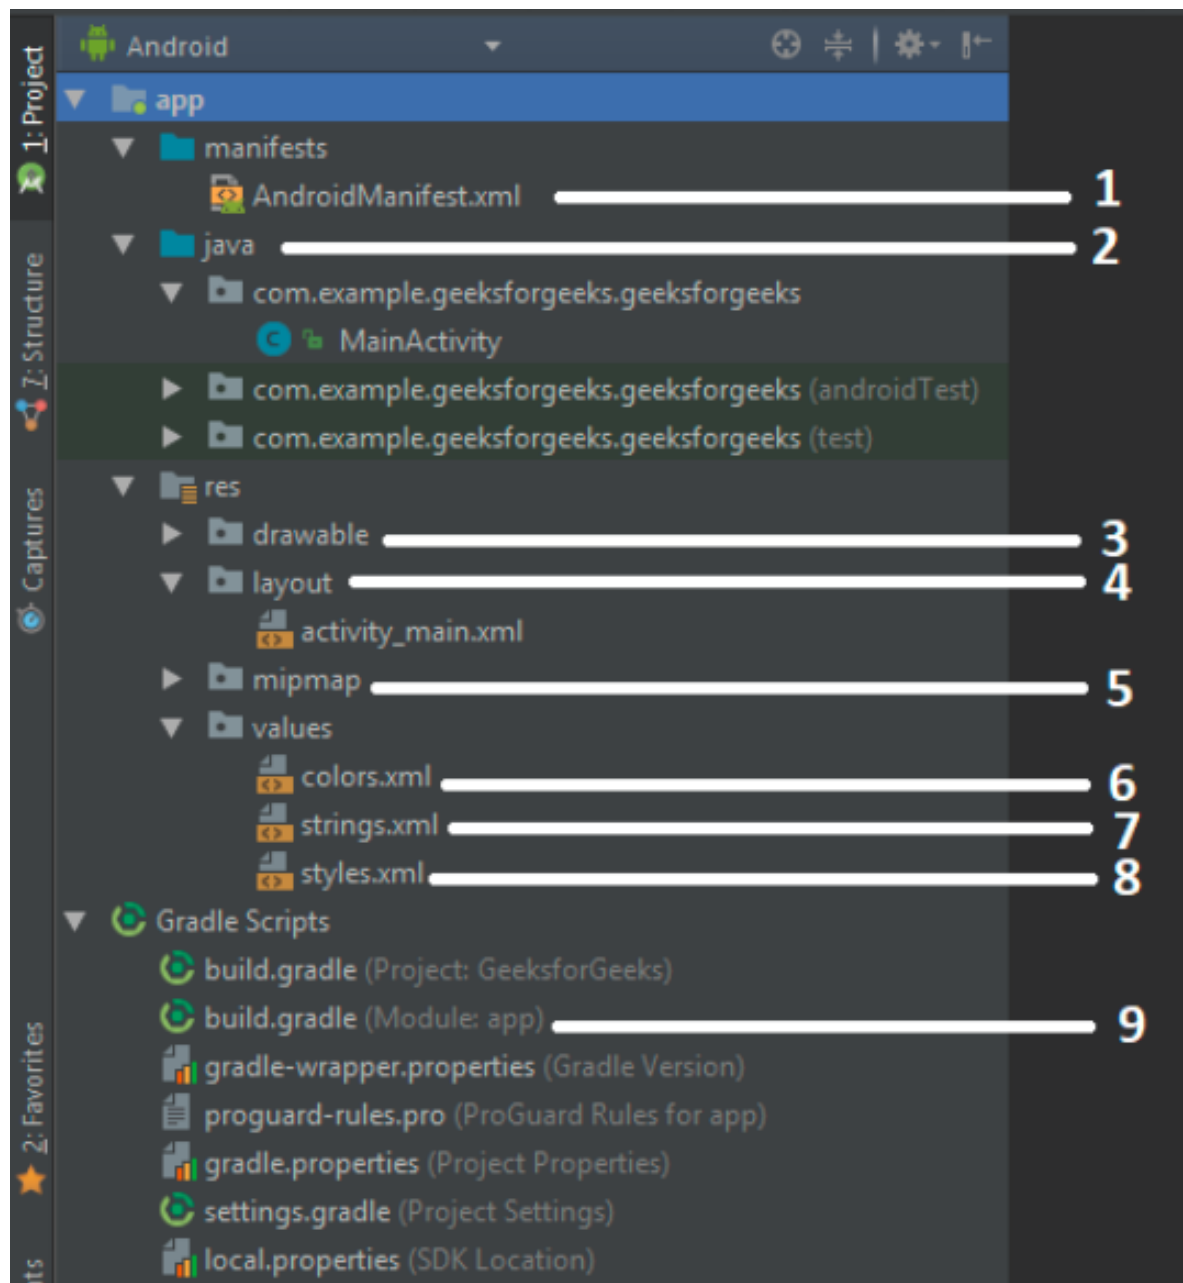 Android
1: Project
app
manifests
AndroidManifest.xml 1
java 2
7: Structure
com.example.geeksforgeeks.geeksforgeeks
MainActivity
com.example.geeksforgeeks.geeksforgeeks (androidTest)
com.example.geeksforgeeks.geeksforgeeks (test)
res
Captures
drawable 3
layout 4
activity_main.xml
mipmap 5
values
colors.xml 6
strings.xml 7
styles.xml 8
Gradle Scripts
build.gradle (Project: GeeksforGeeks)
build.gradle (Module: app) 9
2: Favorites
gradle-wrapper.properties (Gradle Version)
proguard-rules.pro (ProGuard Rules for app)
gradle.properties (Project Properties)
settings.gradle (Project Settings)
local.properties (SDK Location)